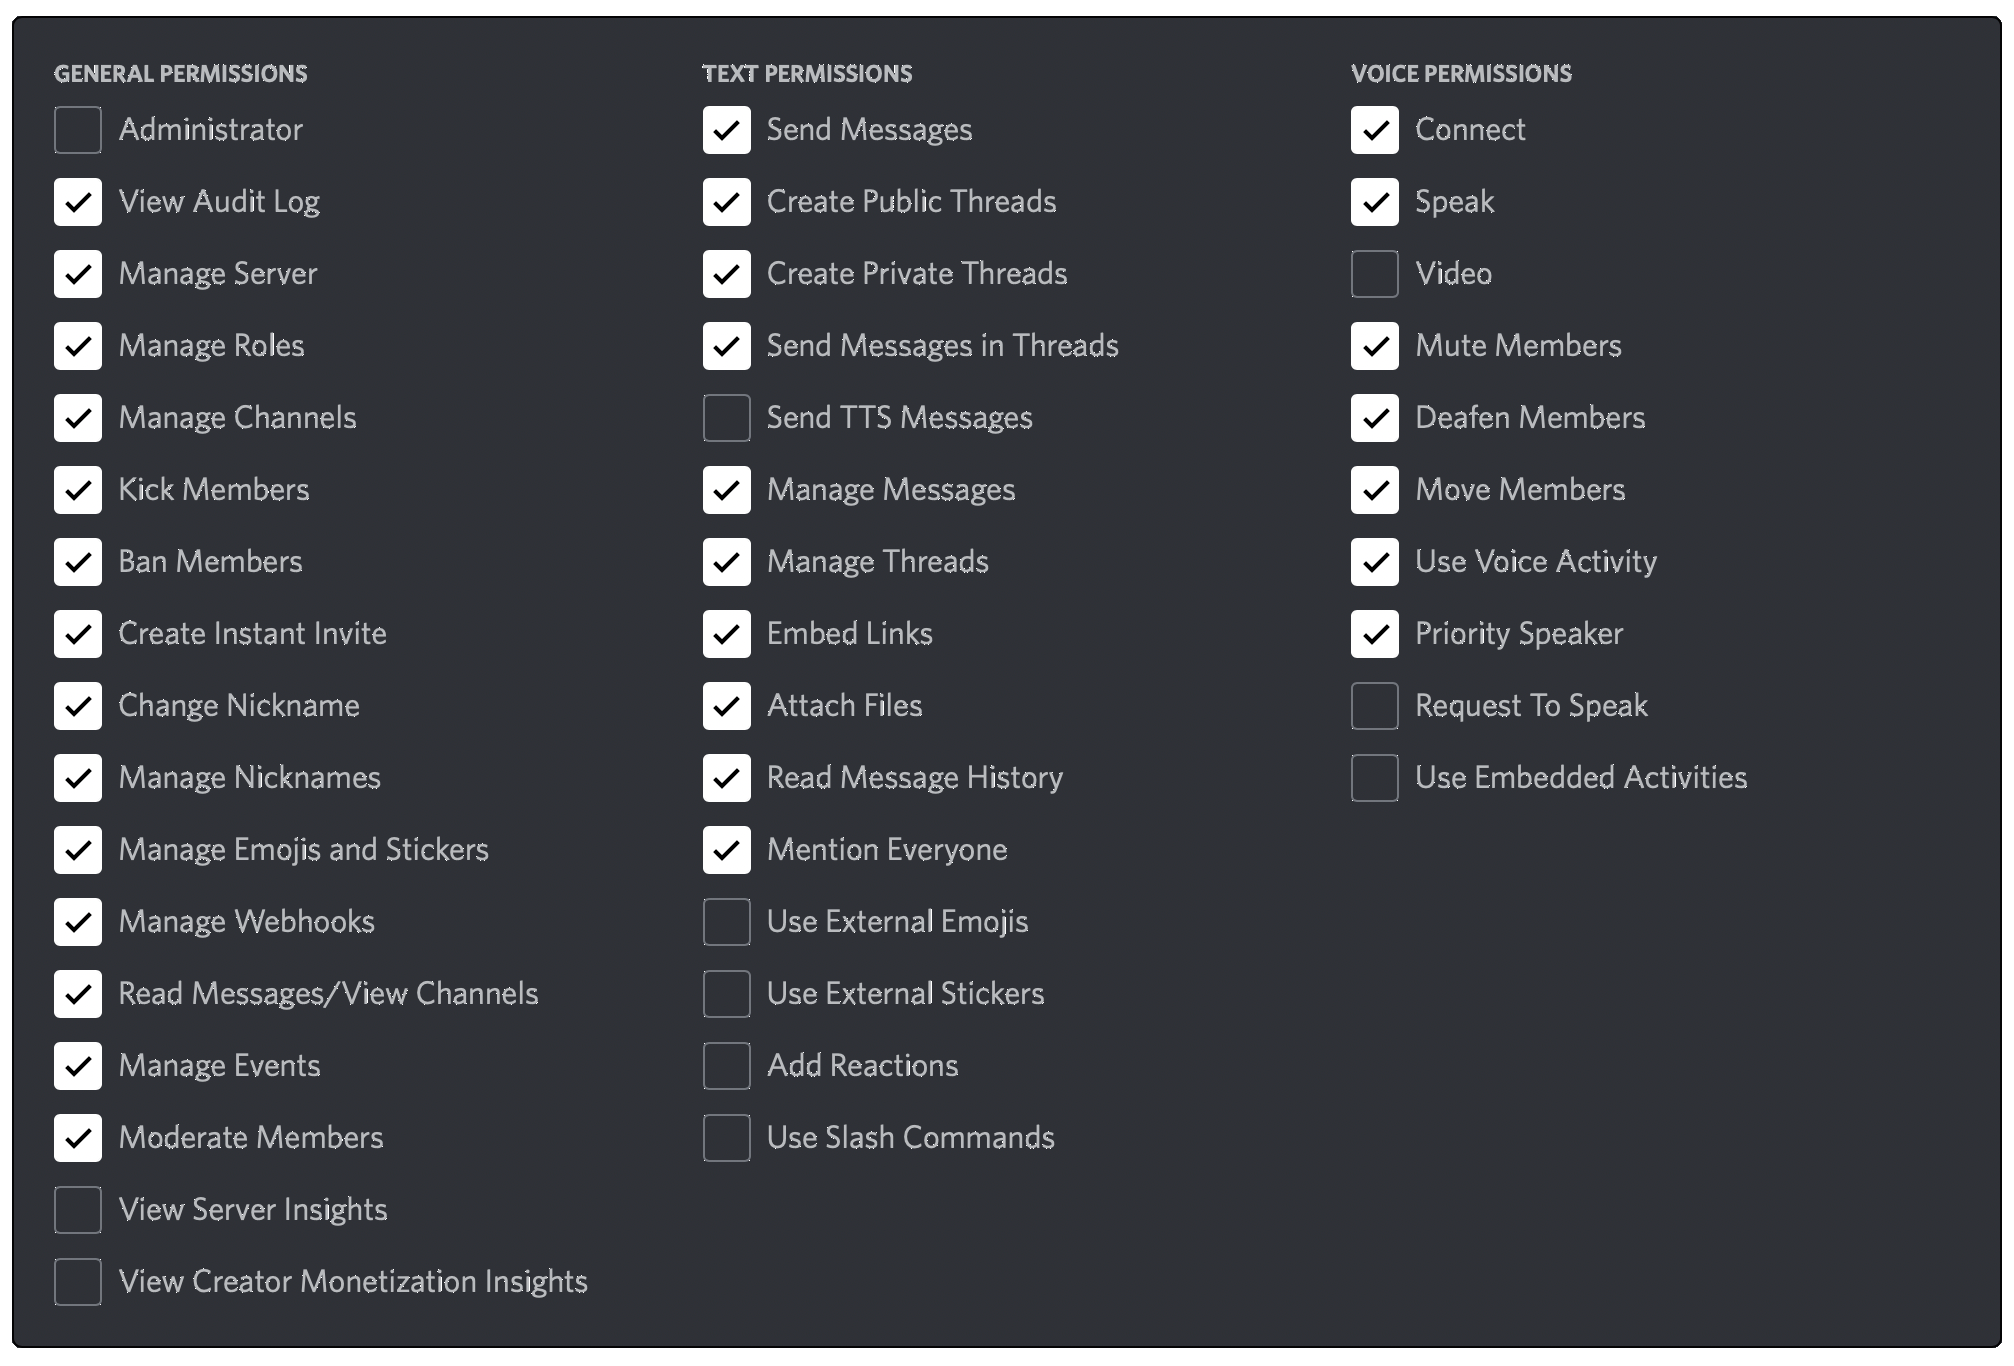 GENERAL PERMISSIONS
Administrator
View Audit Log
Manage Server
Manage Roles
Manage Channels
Kick Members
Ban Members
Create Instant Invite
Change Nickname
Manage Nicknames
Manage Emojis and Stickers
Manage Webhooks
Read Messages/View Channels
Manage Events
Moderate Members
View Server Insights
View Creator Monetization Insights
TEXT PERMISSIONS
Send Messages
Create Public Threads
Create Private Threads
Send Messages in Threads
Send TTS Messages
Manage Messages
Manage Threads
Embed Links
Attach Files
Read Message History
Mention Everyone
Use External Emojis
Use External Stickers
Add Reactions
Use Slash Commands
VOICE PERMISSIONS
Connect
Speak
Video
Mute Members
Deafen Members
Move Members
Use Voice Activity
Priority Speaker
Request To Speak
Use Embedded Activities